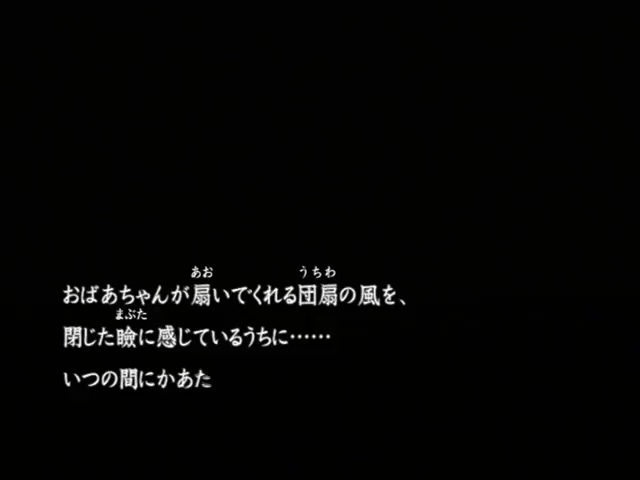 おばあちゃんが扇いでくれる団扇の風を、
閉じた瞼に感じているうちに……
いつの間にかあた